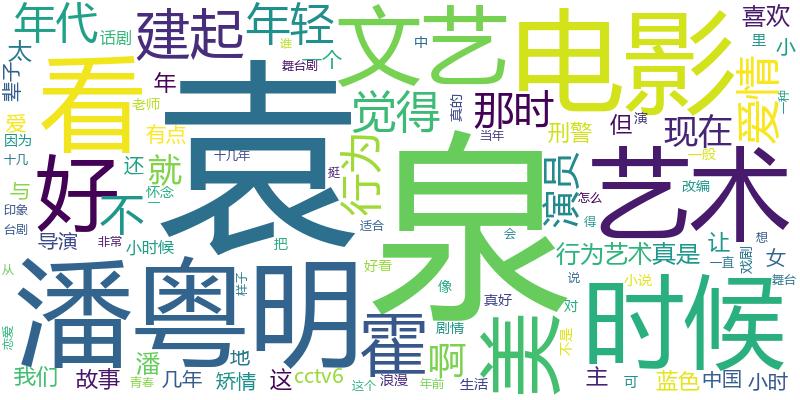 年代
话剧
建起
年轻
谁
一个
舞台剧
文艺
中
电影
里
喜欢
小
太
辈子
看
年
老师
袁
觉得
那时
真的
刑警
但
演
现在
爱情
一种
爱
有点
行为
当年
因为
十几
好
还
就
十几年
挺
泉
演员
艺术
怎么
一般
改编
与
不
怀念
一
印象
台剧
导演
非常
小时候
把
适合
会
得
行为艺术
真是
让
一直
戏剧
想
女
舞台
从
潘粤明
样子
好看
像
真好
说
小说
对
时候
恋爱
霍
剧情
美
不是
我们
故事
青春
潘
几年
地
矫情
这
cctv6
这个
浪漫
啊
年前
生活
主
可
蓝色
中国
小时